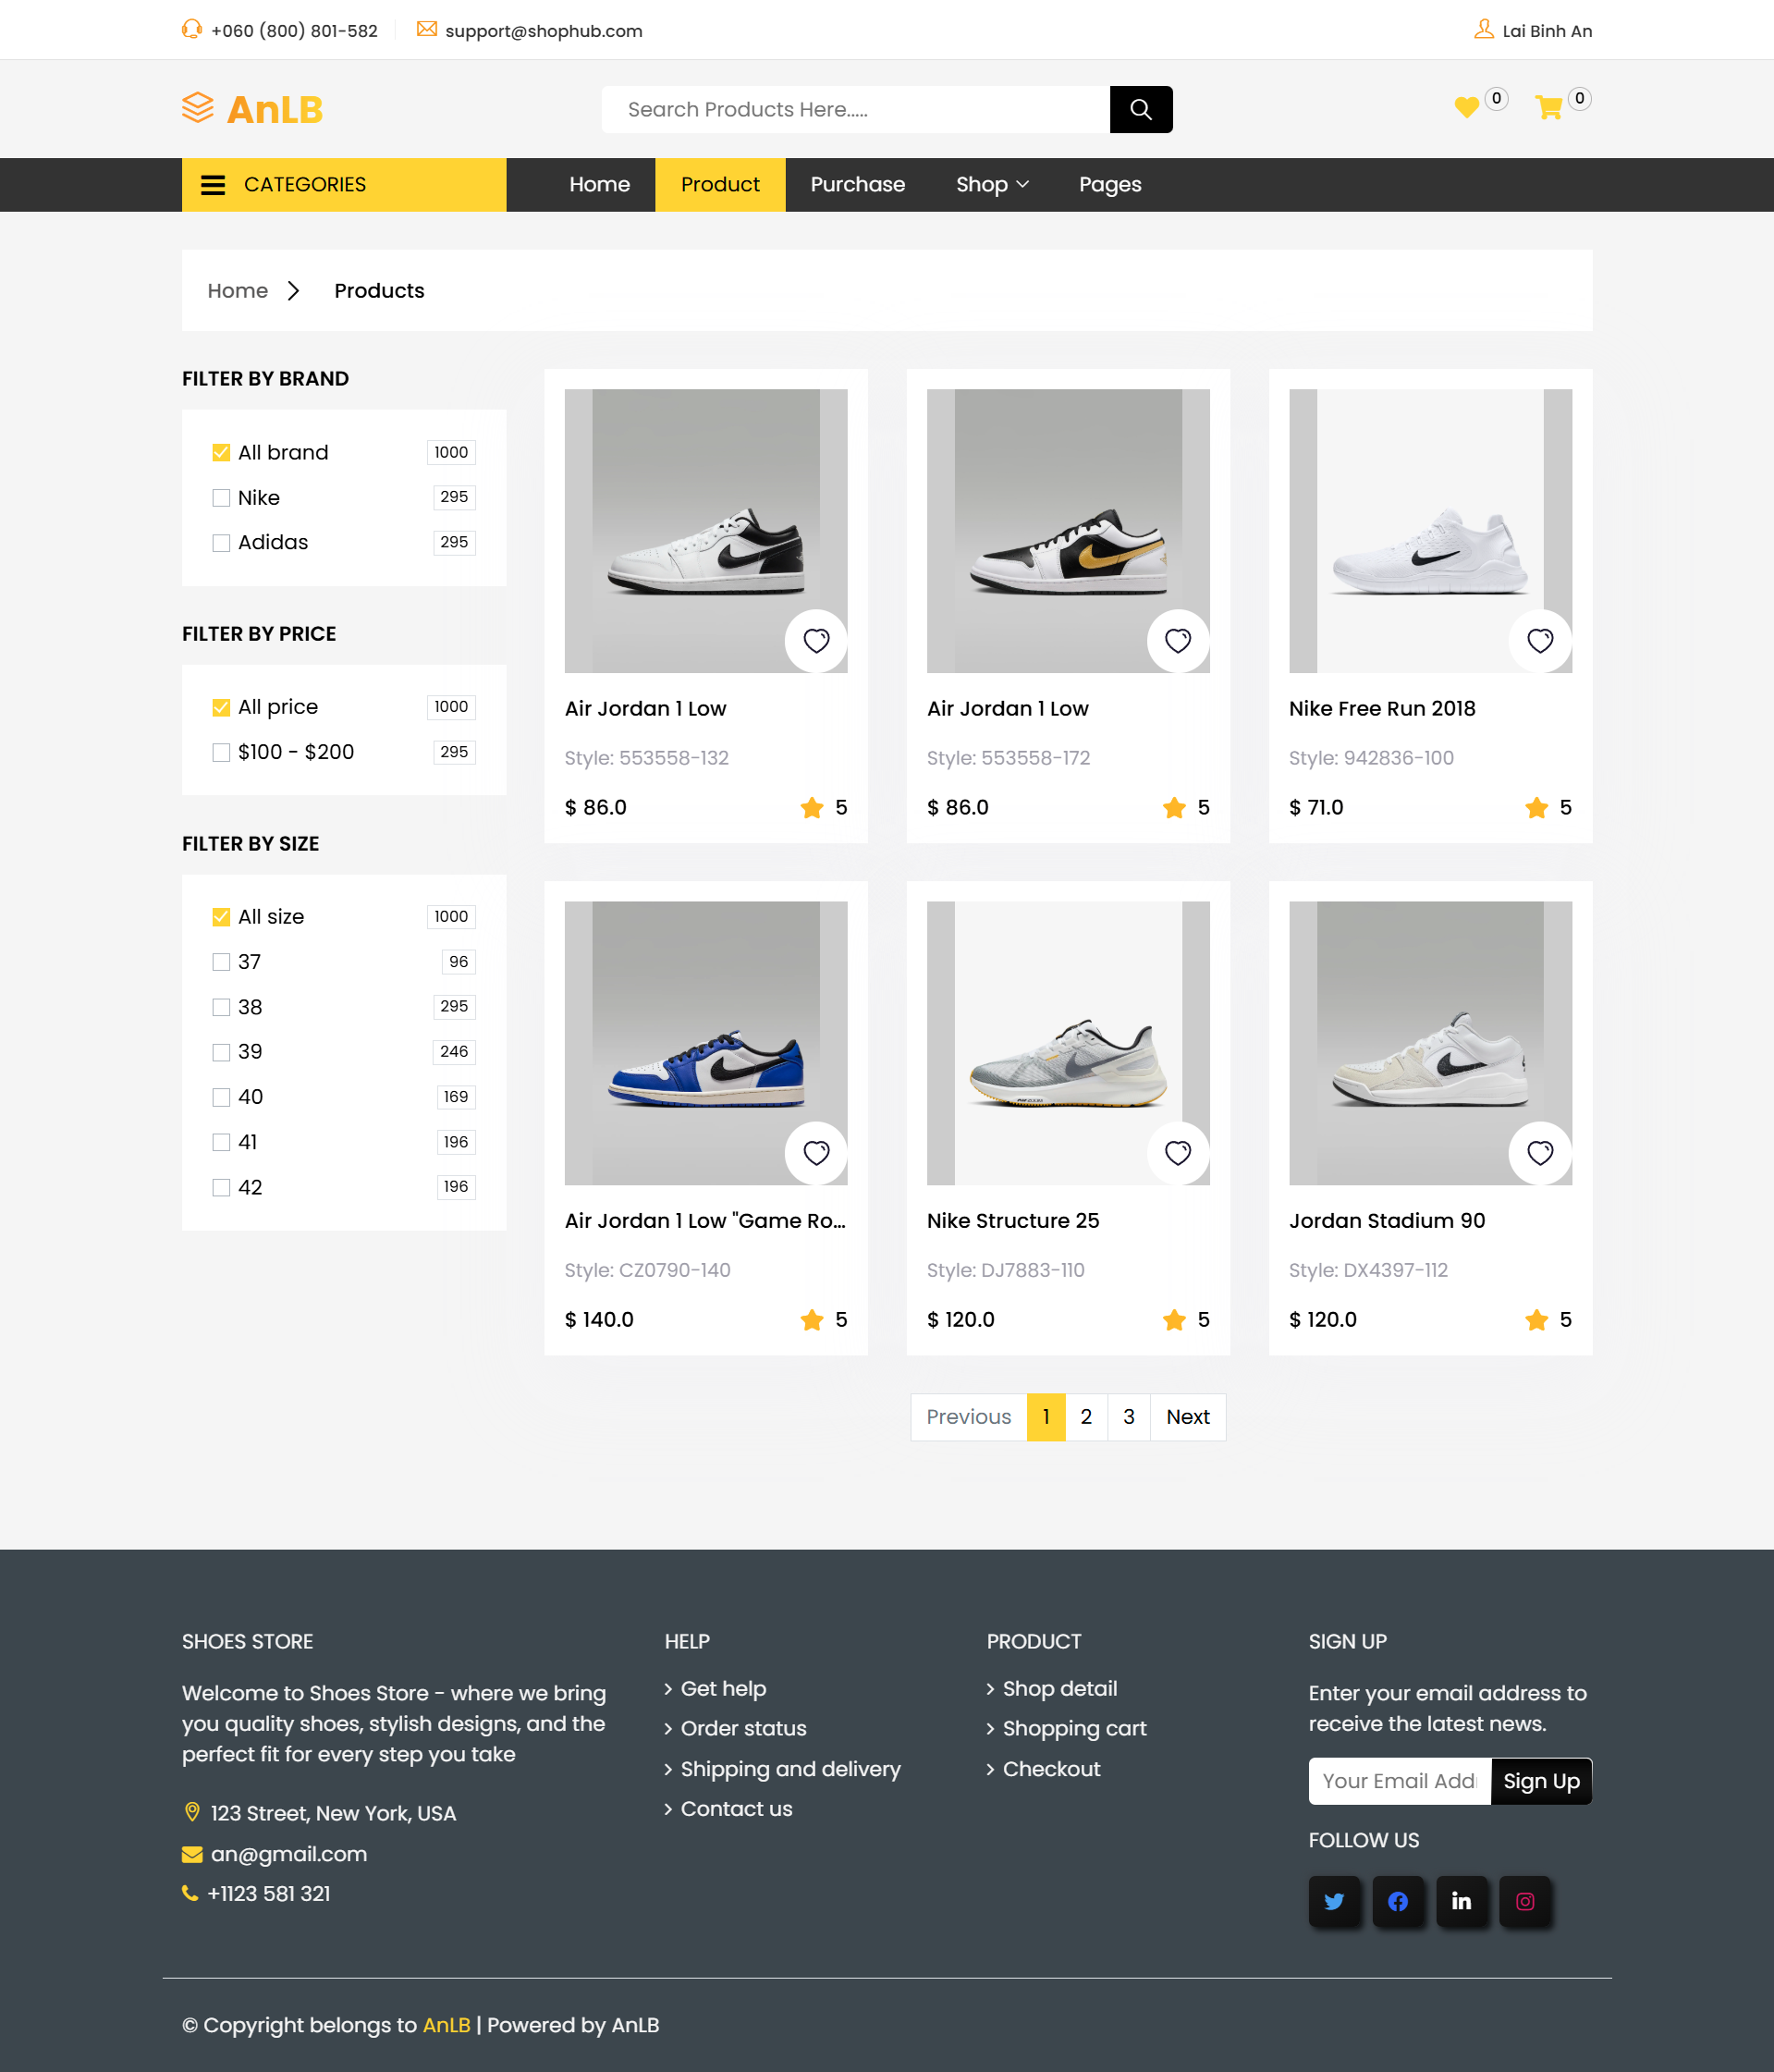 +060 (800) 801-582
support@shophub.com
Lai Binh An
AnLB
Search Products Here.....
0
0
CATEGORIES
Home
Product
Purchase
Shop
Pages
Home
Products
FILTER BY BRAND
All brand 1000
Nike 295
Adidas 295
FILTER BY PRICE
All price 1000
$100 - $200 295
FILTER BY SIZE
All size 1000
37 96
38 295
39 246
40 169
41 196
42 196
Air Jordan 1 Low
Style: 553558-132
$ 86.0 5
Air Jordan 1 Low
Style: 553558-172
$ 86.0 5
Nike Free Run 2018
Style: 942836-100
$ 71.0 5
Air Jordan 1 Low "Game Ro...
Style: CZ0790-140
$ 140.0 5
Nike Structure 25
Style: DJ7883-110
$ 120.0 5
Jordan Stadium 90
Style: DX4397-112
$ 120.0 5
Previous 1 2 3 Next
SHOES STORE
Welcome to Shoes Store - where we bring
you quality shoes, stylish designs, and the
perfect fit for every step you take
123 Street, New York, USA
an@gmail.com
+1123 581 321
HELP
Get help
Order status
Shipping and delivery
Contact us
PRODUCT
Shop detail
Shopping cart
Checkout
SIGN UP
Enter your email address to
receive the latest news.
Your Email Add
Sign Up
FOLLOW US
© Copyright belongs to AnLB | Powered by AnLB